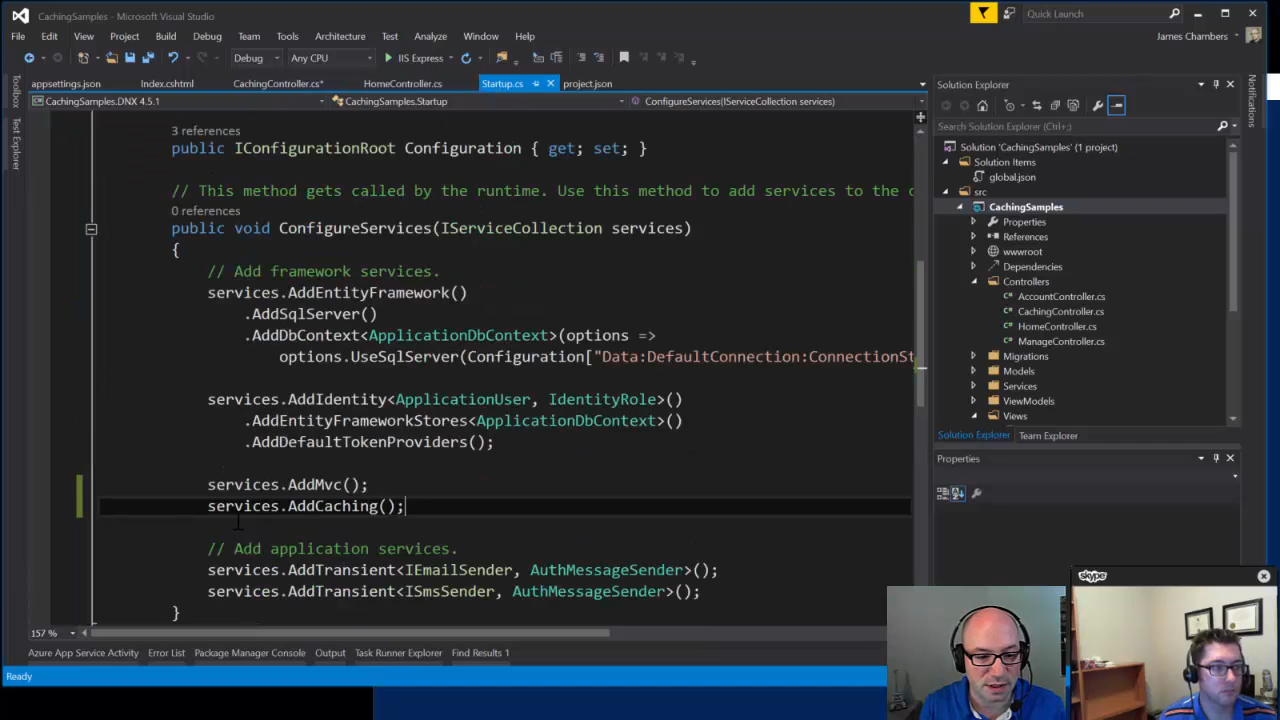 CachingSamples - Microsoft Visual Studio
Quick Launch
File Edit View Project Build Debug Team Tools Architecture Test Analyze Window Help
James Chambers
Debug Any CPU IIS Express
appsettings.json Index.cshtml CachingController.cs* HomeController.cs Startup.cs project.json
CachingSamples.DNX 4.5.1 CachingSamples.Startup ConfigureServices(IServiceCollection services)
Toolbox
Test Explorer
3 references
public IConfigurationRoot Configuration { get; set; }
// This method gets called by the runtime. Use this method to add services to the c
0 references
public void ConfigureServices(IServiceCollection services)
{
// Add framework services.
services.AddEntityFramework()
.AddSqlServer()
.AddDbContext<ApplicationDbContext>(options =>
options.UseSqlServer(Configuration["Data:DefaultConnection:ConnectionSt
services.AddIdentity<ApplicationUser, IdentityRole>()
.AddEntityFrameworkStores<ApplicationDbContext>()
.AddDefaultTokenProviders();
services.AddMvc();
services.AddCaching();
// Add application services.
services.AddTransient<IEmailSender, AuthMessageSender>();
services.AddTransient<ISmsSender, AuthMessageSender>();
}
157 %
Azure App Service Activity Error List Package Manager Console Output Task Runner Explorer Find Results 1
Ready
Solution Explorer
Search Solution Explorer (Ctrl+;)
Solution 'CachingSamples' (1 project)
Solution Items
global.json
src
CachingSamples
Properties
References
wwwroot
Dependencies
Controllers
AccountController.cs
CachingController.cs
HomeController.cs
ManageController.cs
Migrations
Models
Services
ViewModels
Views
Solution Explorer Team Explorer
Properties
Notifications
skype